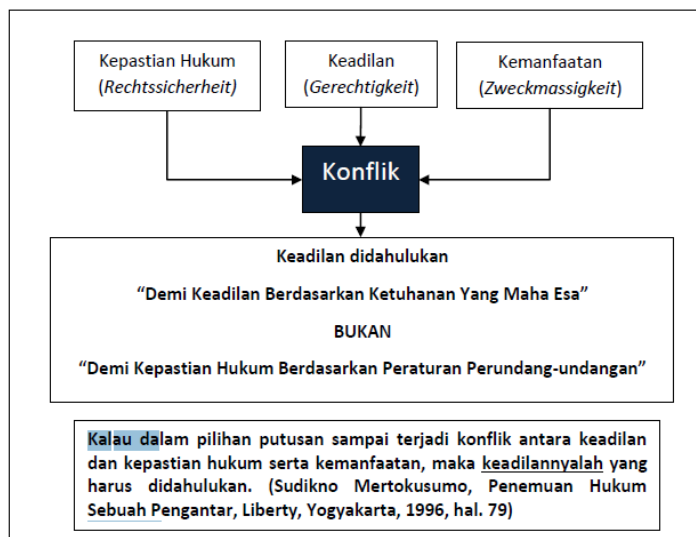 Kepastian Hukum
(Rechtssicherheit)
Keadilan
(Gerechtigkeit)
Kemanfaatan
(Zweckmassigkeit)
Konflik
Keadilan didahulukan
“Demi Keadilan Berdasarkan Ketuhanan Yang Maha Esa”
BUKAN
“Demi Kepastian Hukum Berdasarkan Peraturan Perundang-undangan”
Kalau dalam pilihan putusan sampai terjadi konflik antara keadilan
dan kepastian hukum serta kemanfaatan, maka keadilannyalah yang
harus didahulukan. (Sudikno Mertokusumo, Penemuan Hukum
Sebuah Pengantar, Liberty, Yogyakarta, 1996, hal. 79)